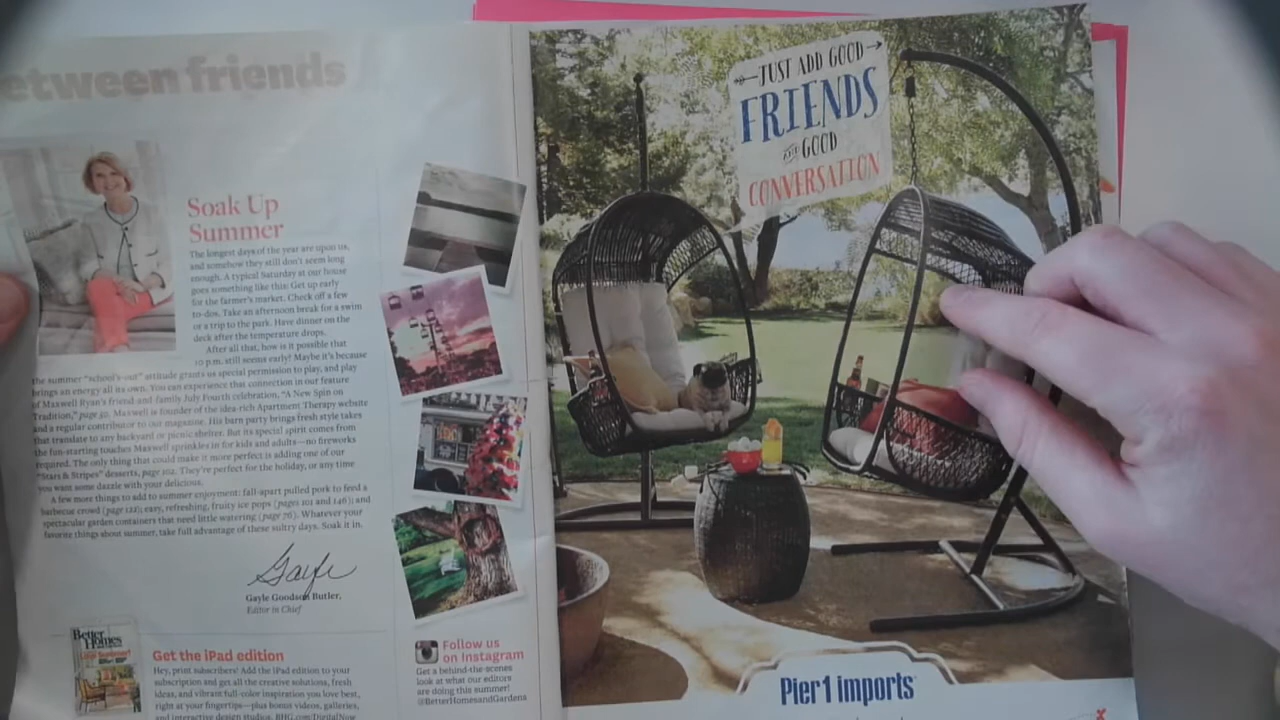 etween friends
Soak Up
Summer
The longest days of the year are upon us,
and somehow they still don't seem long
enough. A typical Saturday at our house
goes something like this: Get up early
for the farmer's market. Check off a few
to-dos. Take an afternoon break for a swim
or a trip to the park. Have dinner on the
deck after the temperature drops.
After all, how is it possible that
10 p.m. still seems early! Maybe it's because
the summer "school's-out" attitude grants us special permission to play, and play
brings an energy all its own. You can experience that connection in our feature
of Maxwell Ryan's friend-and-family July Fourth celebration, "A New Spin on
Tradition," page 32. Maxwell is founder of the idea-rich Apartment Therapy website
and a regular contributor to our magazine. His barn party brings fresh style takes
that translate to any backyard or picnic shelter. But its special spirit comes from
the fun-starting touches Maxwell sprinkles in for kids and adults—no fireworks
required. The only thing that could make it more perfect is adding one of our
"Stars & Stripes" desserts, page 102. They're perfect for the holiday, or any time
you want some dazzle with your delicious.
A few more things to add to summer enjoyment: fall-apart pulled pork to feed a
barbecue crowd (page 122); easy, refreshing, fruity ice pops (pages 101 and 146); and
spectacular garden containers that need little watering (page 76). Whatever your
favorite things about summer, take full advantage of these sultry days. Soak it in.
Gayle
Gayle Goodson Butler,
Editor in Chief
Better
Homes
Get the iPad edition
Hey, print subscribers! Add the iPad edition to your
subscription and get all the creative solutions, fresh
ideas, and vibrant full-color inspiration you love best,
right at your fingertips—plus bonus videos, galleries,
and interactive design studios. BHG.com/DigitalNow
Follow us
on Instagram
Get a behind-the-scenes
look at what our editors
are doing this summer!
@BetterHomesandGardens
JUST ADD GOOD
FRIENDS
AND GOOD
CONVERSATION
Pier 1 imports